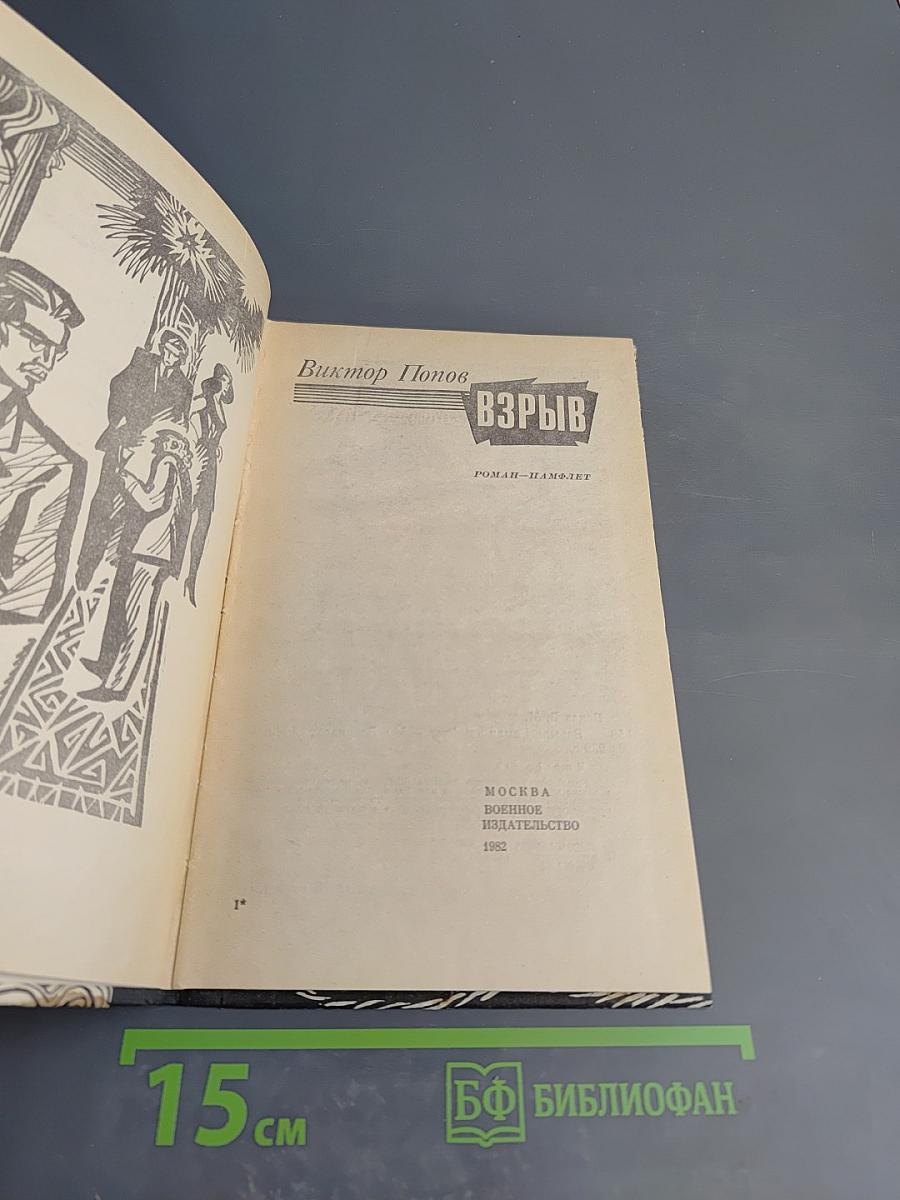 Виктор Попов
ВЗРЫВ
РОМАН—ПАМФЛЕТ
МОСКВА
ВОЕННОЕ
ИЗДАТЕЛЬСТВО
1982
1*
15 см
БФ БИБЛИОФАН